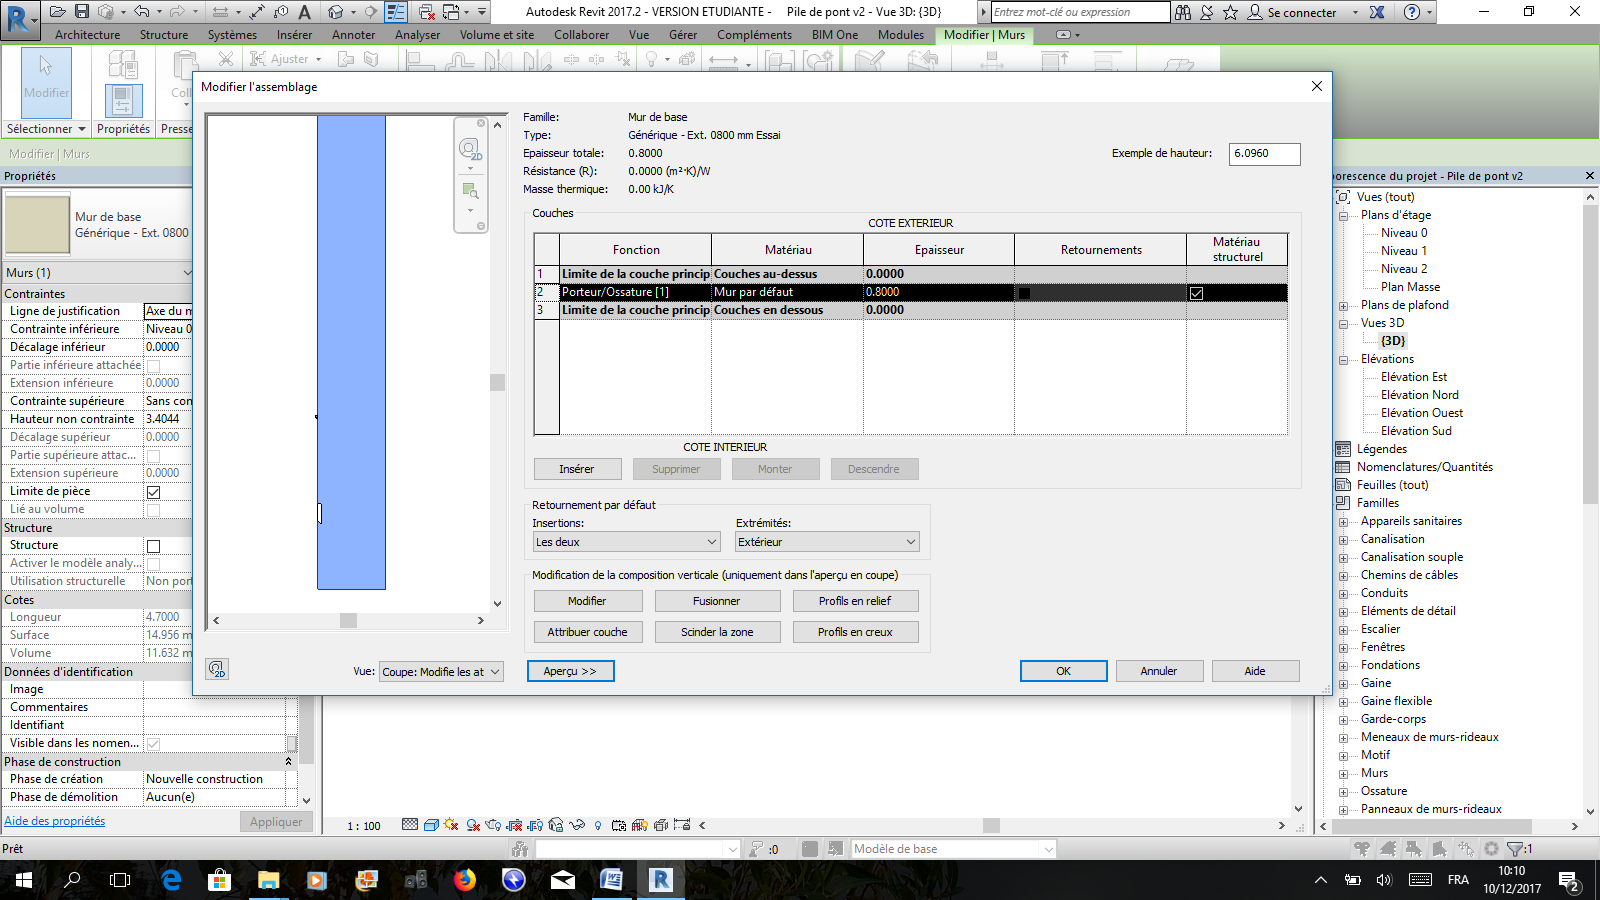 Autodesk Revit 2017.2 - VERSION ETUDIANTE - Pile de pont v2 - Vue 3D: {3D}
Entrez mot-clé ou expression
Se connecter
Architecture Structure Systèmes Insérer Annoter Analyser Volume et site Collaborer Vue Gérer Compléments BIM One Modules Modifier | Murs
Modifier
Ajuster
Coll
Sélectionner Propriétés Presse
Modifier | Murs
Propriétés
Mur de base
Générique - Ext. 0800
Murs (1)
Contraintes
Ligne de justification Axe du m
Contrainte inférieure Niveau 0
Décalage inférieur 0.0000
Partie inférieure attachée
Extension inférieure 0.0000
Contrainte supérieure Sans con
Hauteur non contrainte 3.4044
Décalage supérieur 0.0000
Partie supérieure attac...
Extension supérieure 0.0000
Limite de pièce
Lié au volume
Structure
Structure
Activer le modèle analy...
Utilisation structurelle Non port
Cotes
Longueur 4.7000
Surface 14.956 m
Volume 11.632 m
Données d'identification
Image
Commentaires
Identifiant
Visible dans les nomen...
Phase de construction
Phase de création Nouvelle construction
Phase de démolition Aucun(e)
Aide des propriétés Appliquer
Modifier l'assemblage
Famille: Mur de base
Type: Générique - Ext. 0800 mm Essai
Epaisseur totale: 0.8000
Exemple de hauteur: 6.0960
Résistance (R): 0.0000 (m²·K)/W
Masse thermique: 0.00 kJ/K
Couches
COTE EXTERIEUR
Fonction Matériau Epaisseur Retournements Matériau structurel
1 Limite de la couche princip Couches au-dessus 0.0000
2 Porteur/Ossature [1] Mur par défaut 0.8000
3 Limite de la couche princip Couches en dessous 0.0000
COTE INTERIEUR
Insérer Supprimer Monter Descendre
Retournement par défaut
Insertions: Extrémités:
Les deux Extérieur
Modification de la composition verticale (uniquement dans l'aperçu en coupe)
Modifier Fusionner Profils en relief
Attribuer couche Scinder la zone Profils en creux
2D
2D
Vue: Coupe: Modifie les at Aperçu >> OK Annuler Aide
orescence du projet - Pile de pont v2
Vues (tout)
Plans d'étage
Niveau 0
Niveau 1
Niveau 2
Plan Masse
Plans de plafond
Vues 3D
{3D}
Elévations
Elévation Est
Elévation Nord
Elévation Ouest
Elévation Sud
Légendes
Nomenclatures/Quantités
Feuilles (tout)
Familles
Appareils sanitaires
Canalisation
Canalisation souple
Chemins de câbles
Conduits
Eléments de détail
Escalier
Fenêtres
Fondations
Gaine
Gaine flexible
Garde-corps
Meneaux de murs-rideaux
Motif
Murs
Ossature
Panneaux de murs-rideaux
1 : 100
Prêt
:0
Modèle de base
:1
FRA
10:10
10/12/2017
2